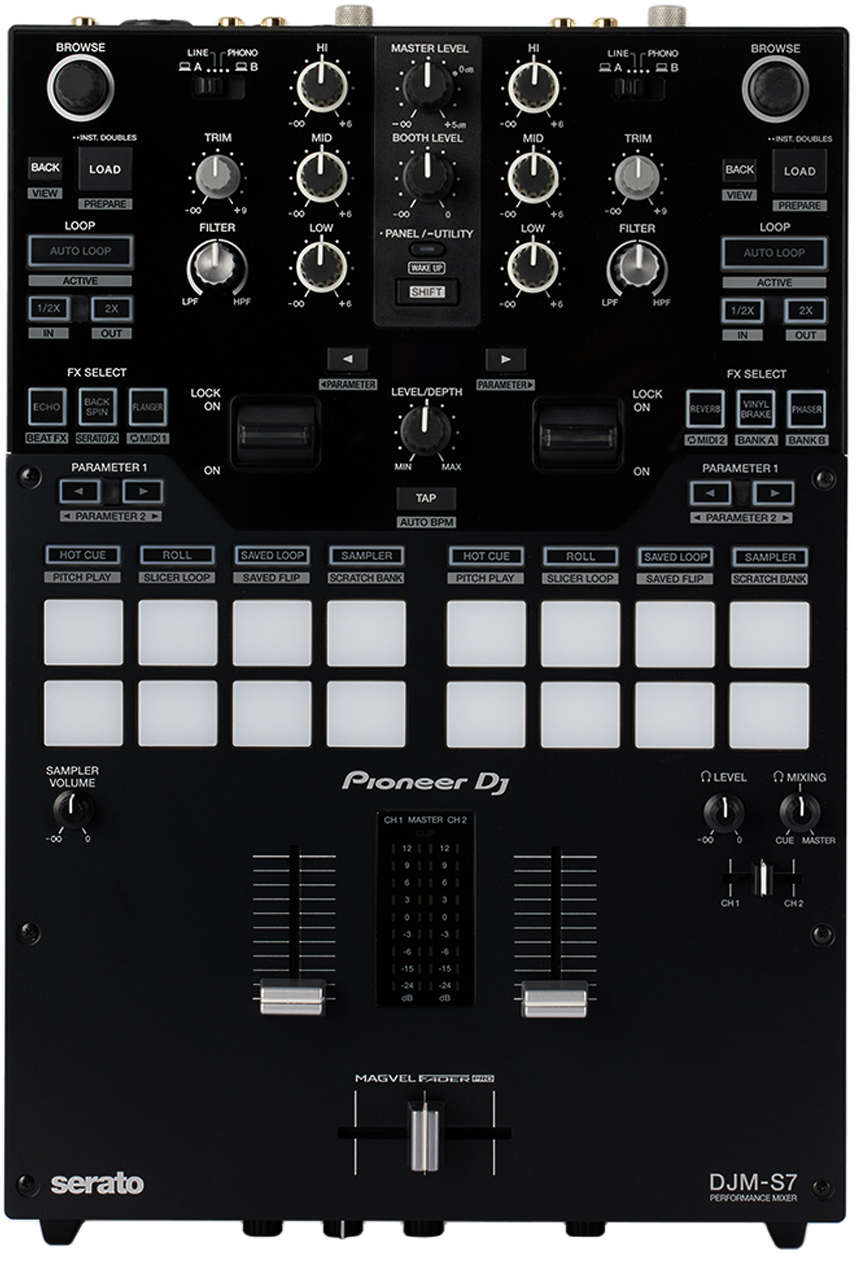 BROWSE
LINE PHONO
A B
HI
-∞ +6
MASTER LEVEL
0dB
-∞ +5dB
HI
-∞ +6
LINE PHONO
A B
BROWSE
•• INST. DOUBLES
BACK
LOAD
VIEW
PREPARE
TRIM
-∞ +9
MID
-∞ +6
BOOTH LEVEL
-∞ 0
MID
-∞ +6
TRIM
-∞ +9
•• INST. DOUBLES
BACK
LOAD
VIEW
PREPARE
LOOP
AUTO LOOP
ACTIVE
1/2X 2X
IN OUT
FILTER
LPF HPF
LOW
-∞ +6
• PANEL / − UTILITY
WAKE UP
SHIFT
LOW
-∞ +6
FILTER
LPF HPF
LOOP
AUTO LOOP
ACTIVE
1/2X 2X
IN OUT
◄ ►
◄PARAMETER PARAMETER►
FX SELECT
ECHO
BACK
SPIN
FLANGER
BEAT FX SERATO FX MIDI 1
LOCK
ON
ON
LEVEL/DEPTH
MIN MAX
TAP
AUTO BPM
LOCK
ON
ON
FX SELECT
REVERB
VINYL
BRAKE
PHASER
MIDI 2 BANK A BANK B
PARAMETER 1
◄ ►
◄ PARAMETER 2 ►
PARAMETER 1
◄ ►
◄ PARAMETER 2 ►
HOT CUE ROLL SAVED LOOP SAMPLER HOT CUE ROLL SAVED LOOP SAMPLER
PITCH PLAY SLICER LOOP SAVED FLIP SCRATCH BANK PITCH PLAY SLICER LOOP SAVED FLIP SCRATCH BANK
SAMPLER
VOLUME
-∞ 0
Pioneer Dj
LEVEL MIXING
-∞ 0 CUE MASTER
CH 1 CH 2
CH 1 MASTER CH 2
CLIP
12 12
9 9
6 6
3 3
0 0
-3 -3
-6 -6
-15 -15
-24 -24
dB dB
MAGVEL FADER PRO
serato
DJM-S7
PERFORMANCE MIXER